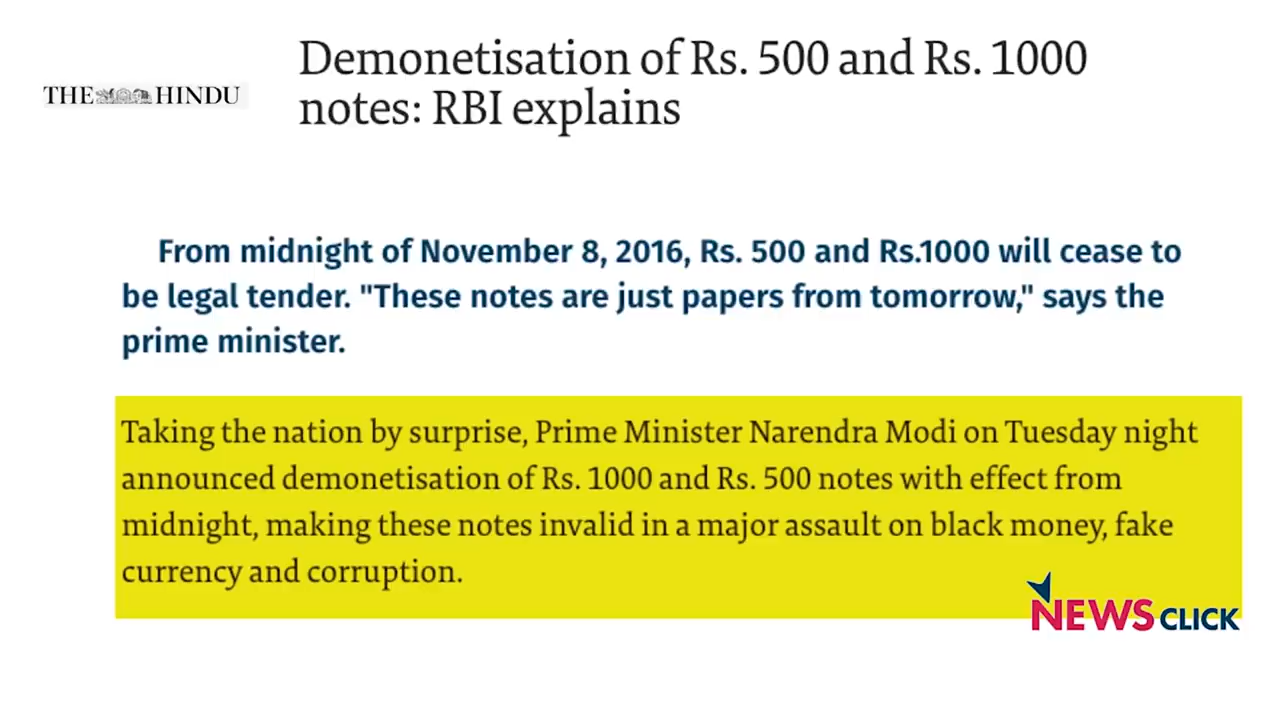 THE HINDU
Demonetisation of Rs. 500 and Rs. 1000
notes: RBI explains
From midnight of November 8, 2016, Rs. 500 and Rs.1000 will cease to
be legal tender. "These notes are just papers from tomorrow," says the
prime minister.
Taking the nation by surprise, Prime Minister Narendra Modi on Tuesday night
announced demonetisation of Rs. 1000 and Rs. 500 notes with effect from
midnight, making these notes invalid in a major assault on black money, fake
currency and corruption.
NEWSCLICK